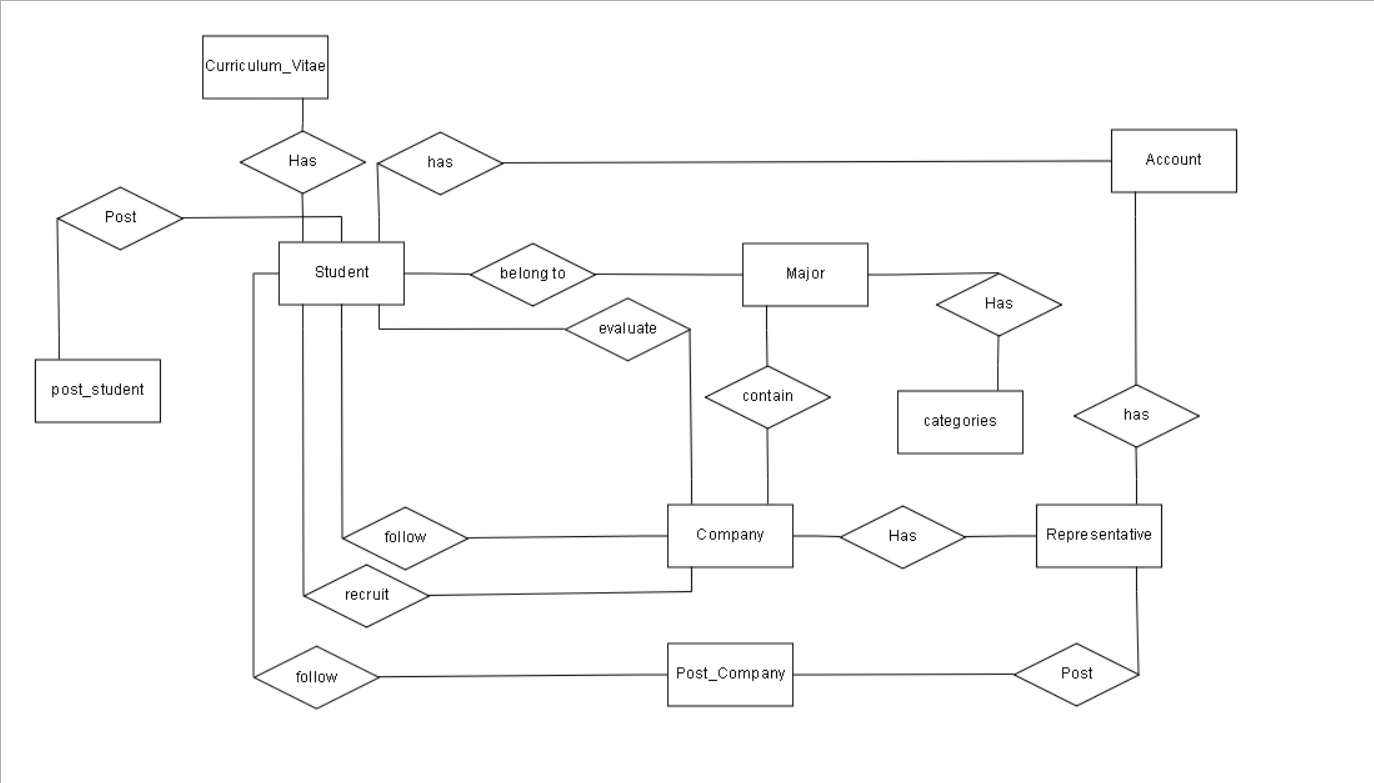 Curriculum_Vitae
Has
has
Account
Post
Student
belong to
Major
Has
evaluate
post_student
contain
categories
has
follow
Company
Has
Representative
recruit
follow
Post_Company
Post